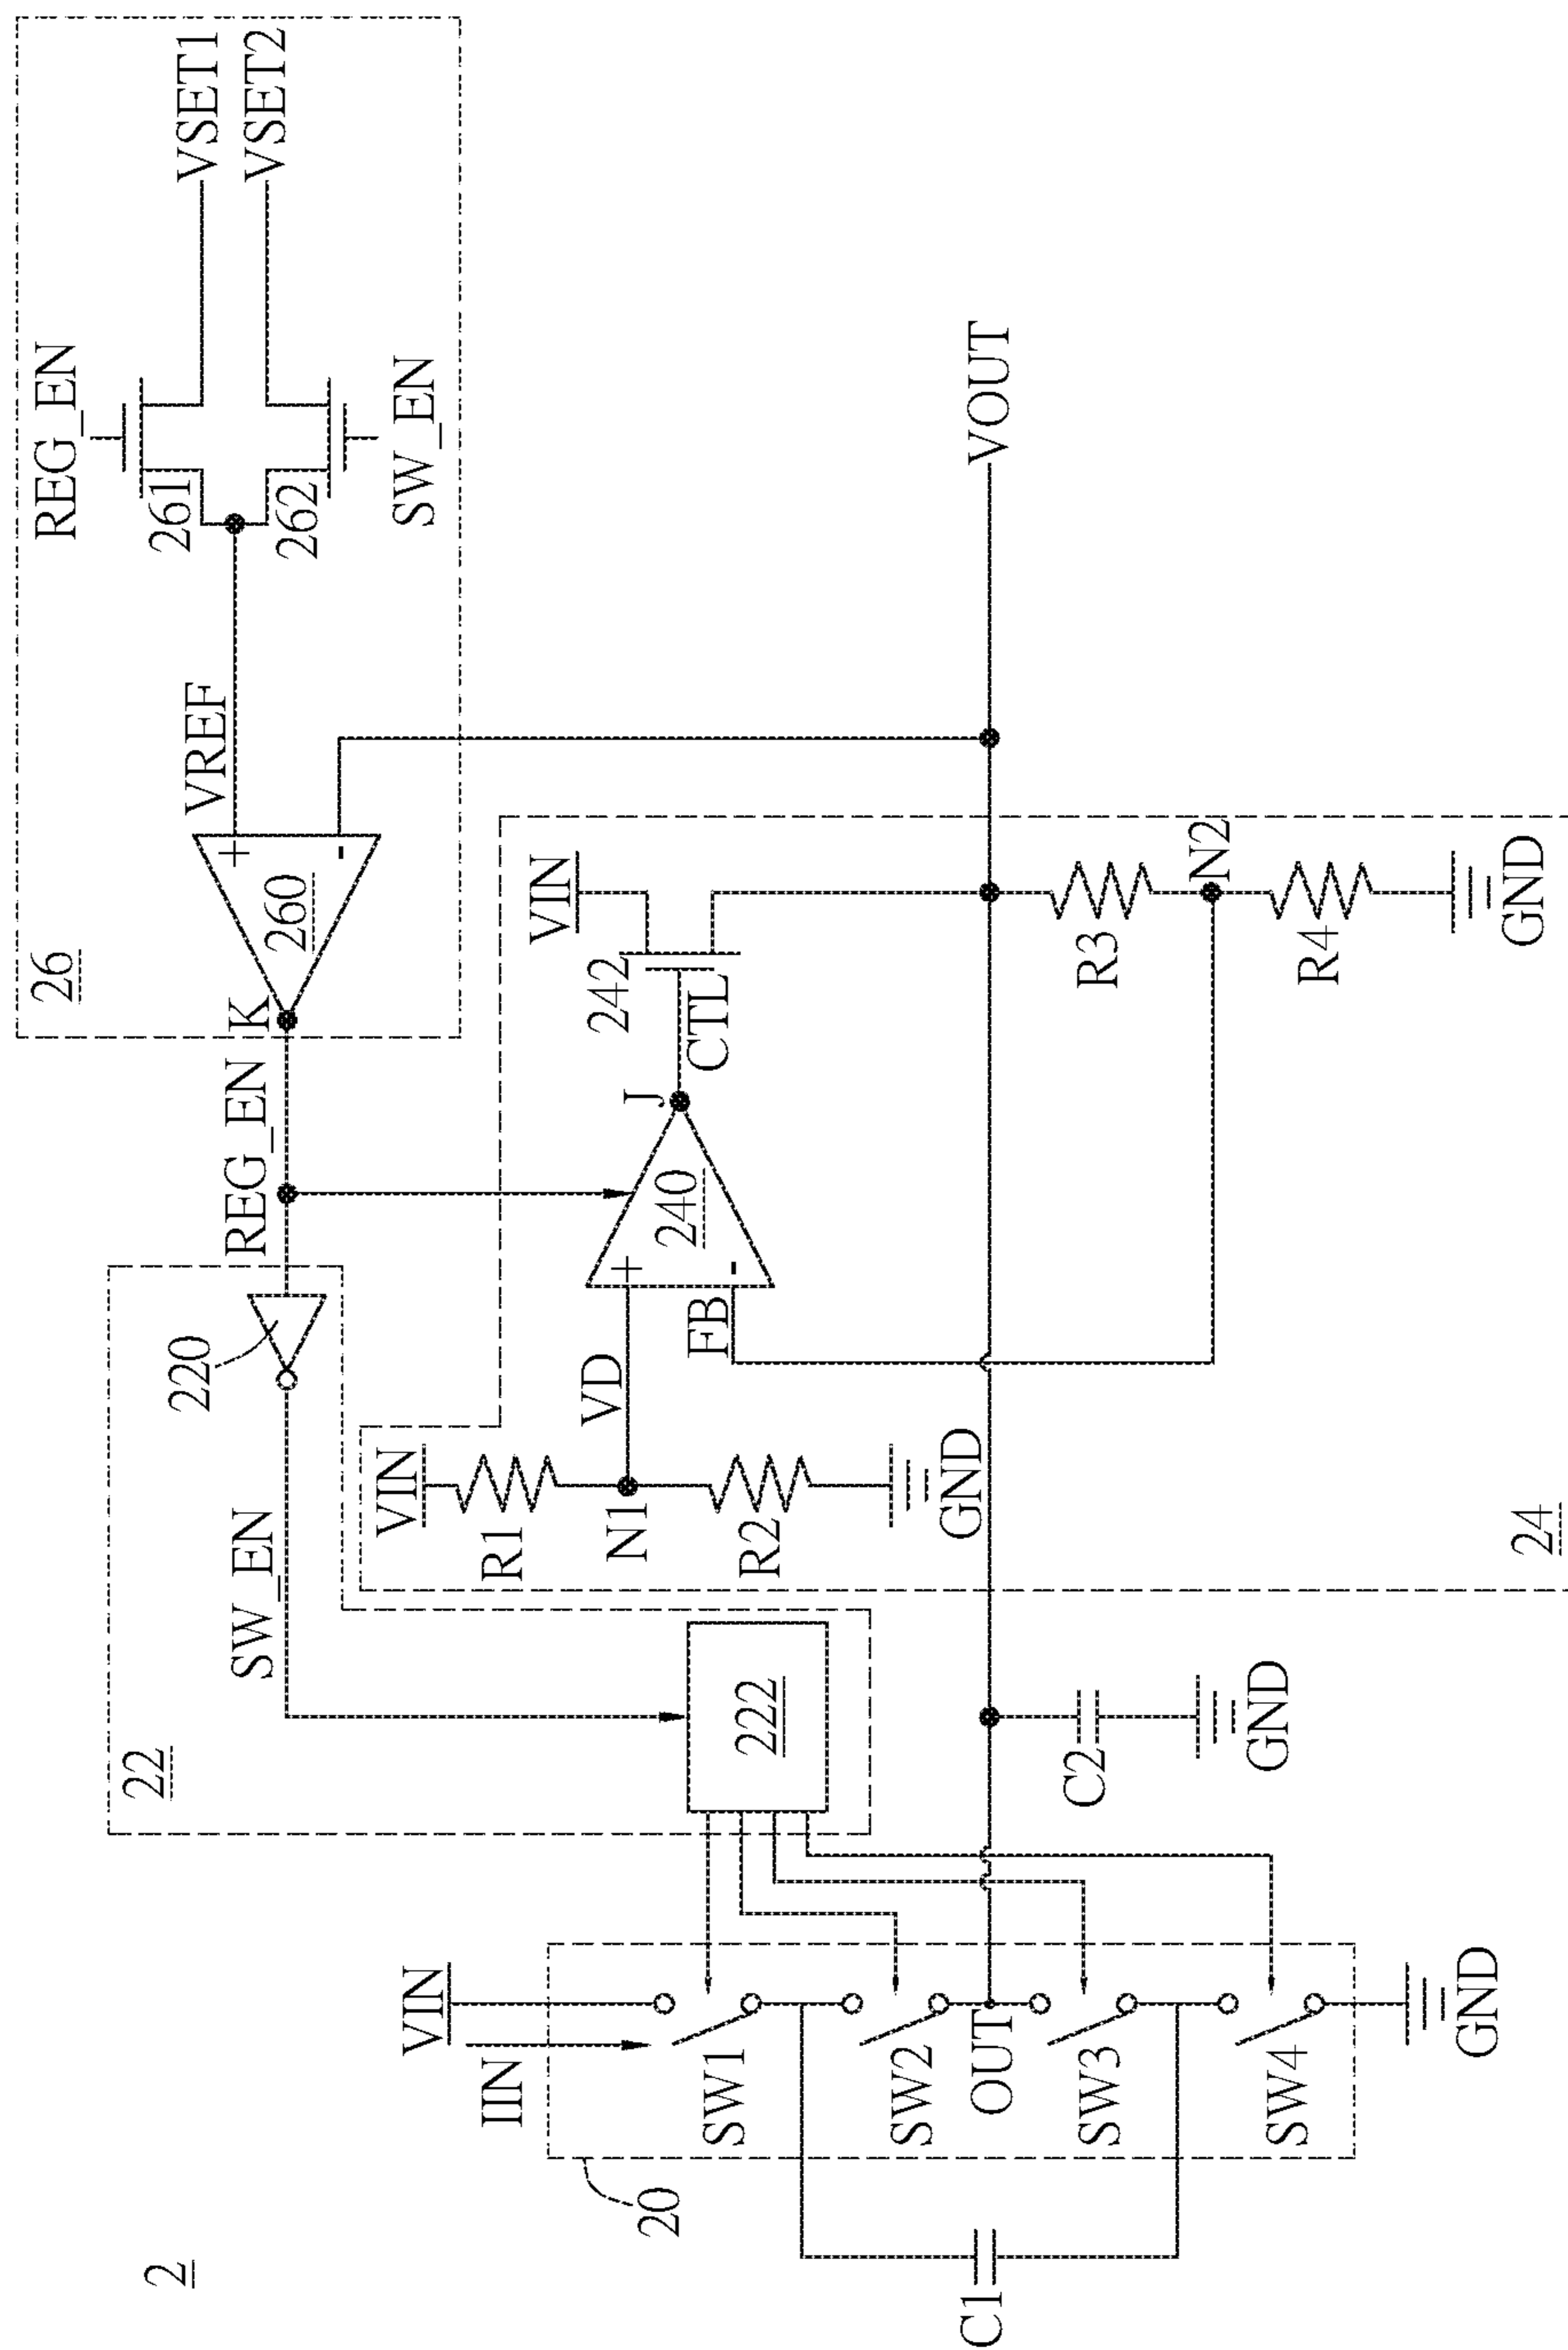 2
26
REG_EN
VSET1
VSET2
261
262
SW_EN
VREF
+
-
260
K
REG_EN
22
220
SW_EN
222
24
VIN
R1
N1
R2
GND
VD
FB
+
-
240
J
CTL
242
VIN
VOUT
R3
N2
R4
GND
C2
GND
20
VIN
IIN
SW1
SW2
OUT
SW3
SW4
GND
C1